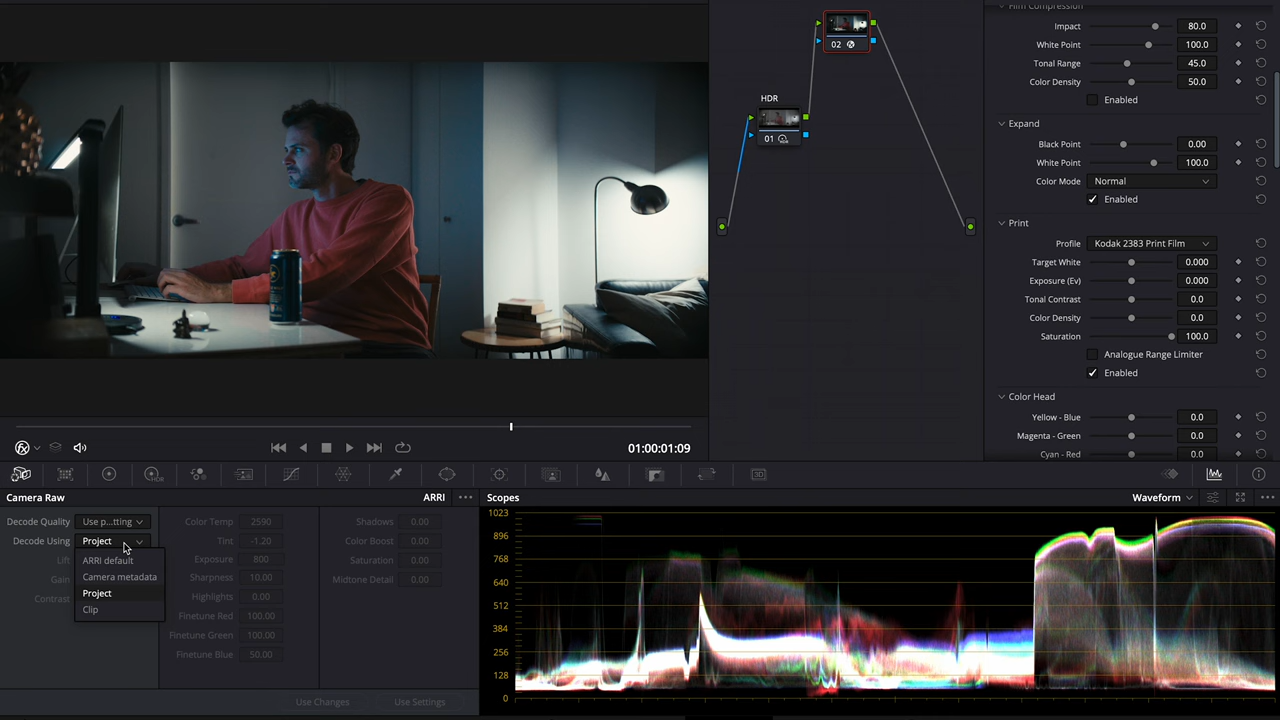 Film Compression
Impact 80.0
White Point 100.0
Tonal Range 45.0
Color Density 50.0
Enabled
Expand
Black Point 0.00
White Point 100.0
Color Mode Normal
Enabled
Print
Profile Kodak 2383 Print Film
Target White 0.000
Exposure (Ev) 0.000
Tonal Contrast 0.0
Color Density 0.0
Saturation 100.0
Analogue Range Limiter
Enabled
Color Head
Yellow - Blue 0.0
Magenta - Green 0.0
Cyan - Red 0.0
02
HDR
01
01:00:01:09
Camera Raw ARRI
Decode Quality Use p...tting
Decode Using Project
ARRI default
Camera metadata
Project
Clip
Lift
Gain
Contrast
Color Temp 2590
Tint -1.20
Exposure 800
Sharpness 10.00
Highlights 0.00
Finetune Red 100.00
Finetune Green 100.00
Finetune Blue 50.00
Shadows 0.00
Color Boost 0.00
Saturation 0.00
Midtone Detail 0.00
Use Changes Use Settings
Scopes Waveform
1023
896
768
640
512
384
256
128
0